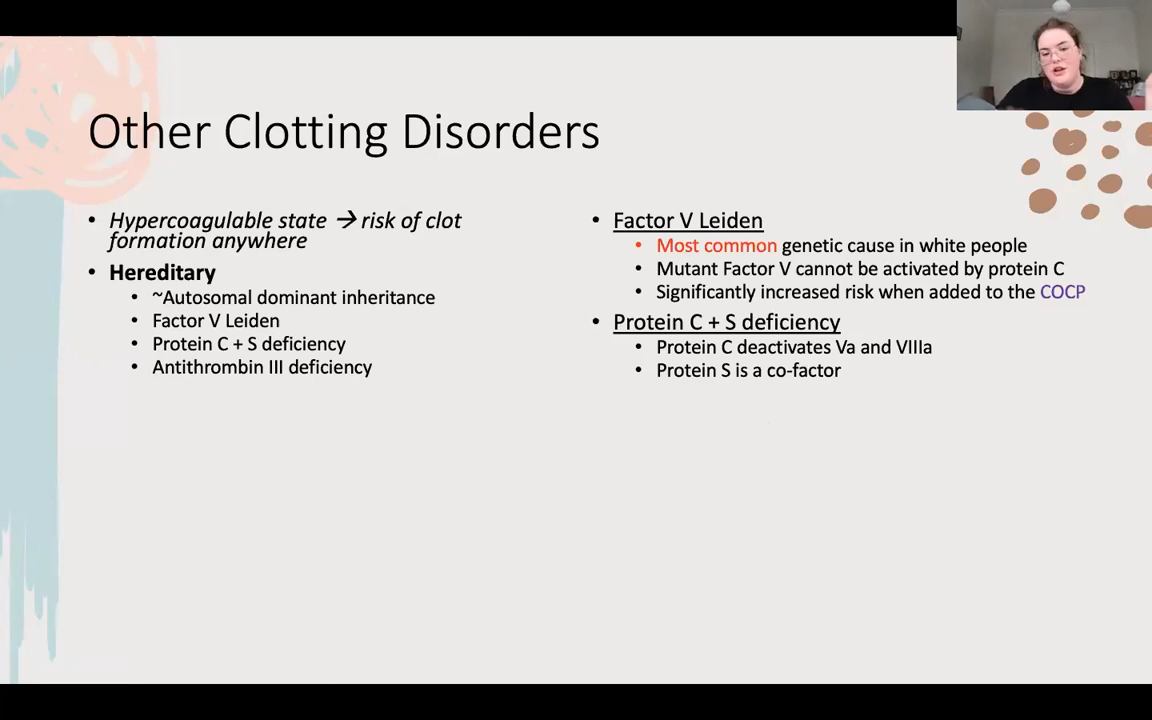 Other Clotting Disorders
• Hypercoagulable state → risk of clot
formation anywhere
• Hereditary
• ~Autosomal dominant inheritance
• Factor V Leiden
• Protein C + S deficiency
• Antithrombin III deficiency
• Factor V Leiden
• Most common genetic cause in white people
• Mutant Factor V cannot be activated by protein C
• Significantly increased risk when added to the COCP
• Protein C + S deficiency
• Protein C deactivates Va and VIIIa
• Protein S is a co-factor